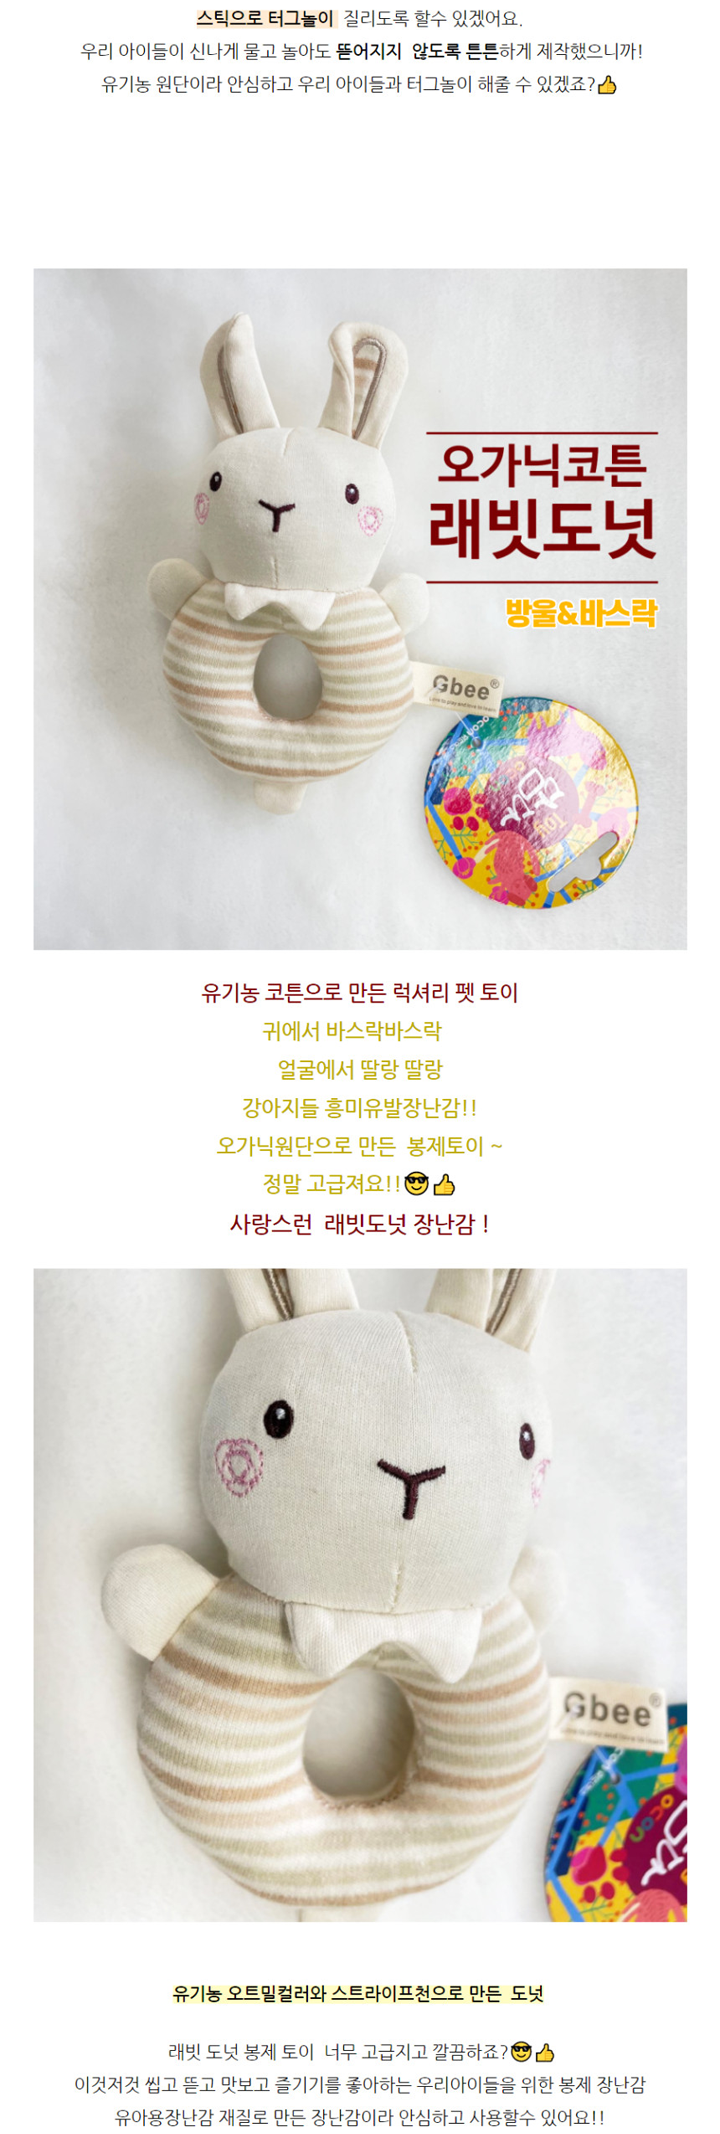 스틱으로 터그놀이 질리도록 할수 있겠어요.
우리 아이들이 신나게 물고 놀아도 뜯어지지 않도록 튼튼하게 제작했으니까!
유기농 원단이라 안심하고 우리 아이들과 터그놀이 해줄 수 있겠죠?👍
오가닉코튼
래빗도넛
방울&바스락
Gbee®
유기농 코튼으로 만든 럭셔리 펫 토이
귀에서 바스락바스락
얼굴에서 딸랑 딸랑
강아지들 흥미유발장난감!!
오가닉원단으로 만든 봉제토이 ~
정말 고급져요!!😎👍
사랑스런 래빗도넛 장난감 !
Gbee®
유기농 오트밀컬러와 스트라이프천으로 만든 도넛
래빗 도넛 봉제 토이 너무 고급지고 깔끔하죠?😎👍
이것저것 씹고 뜯고 맛보고 즐기기를 좋아하는 우리아이들을 위한 봉제 장난감
유아용장난감 재질로 만든 장난감이라 안심하고 사용할수 있어요!!